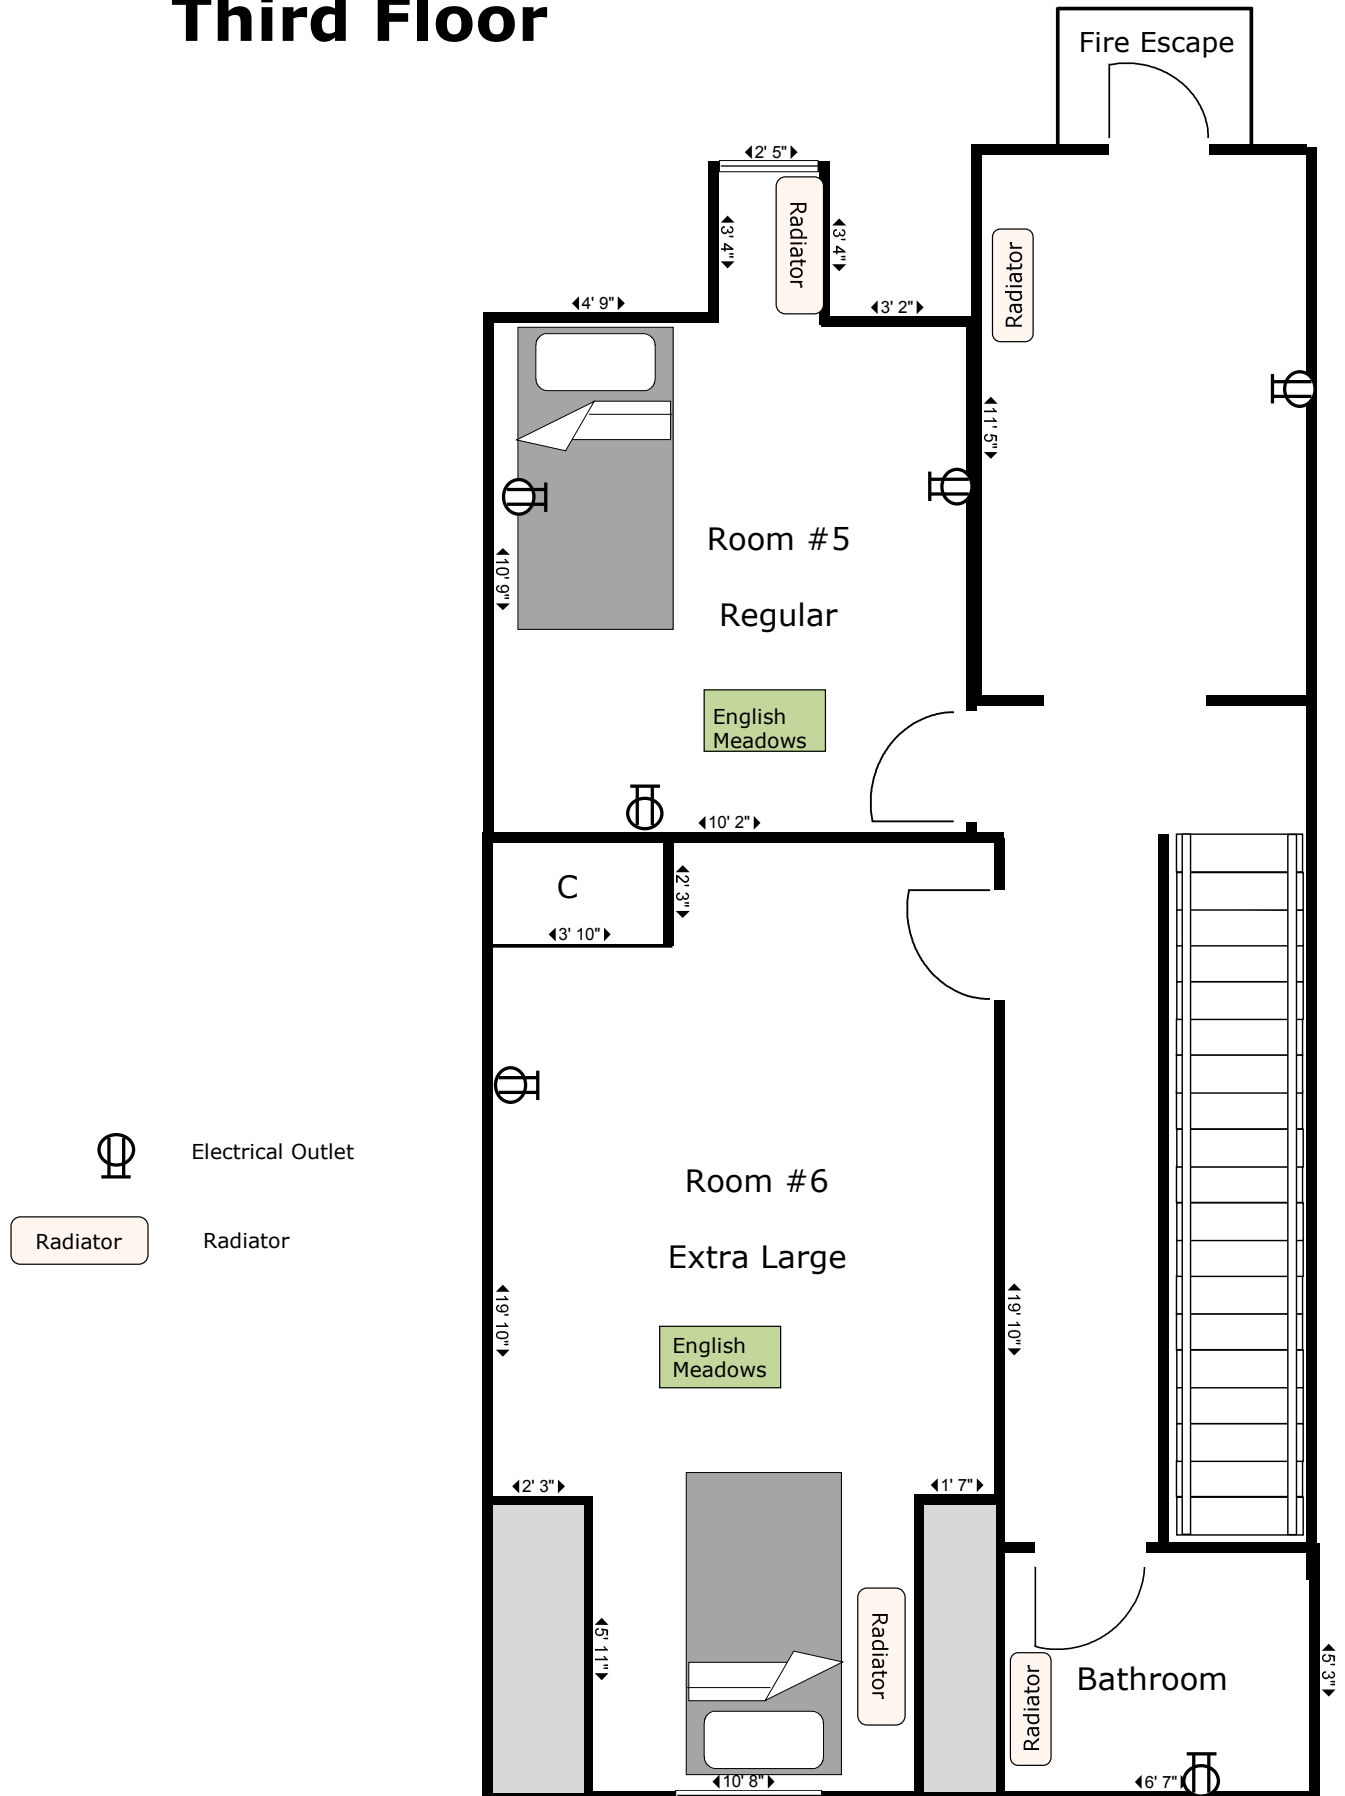 Third Floor
Fire Escape
2' 5"
Radiator
3' 4"
3' 4"
Radiator
4' 9"
3' 2"
11' 5"
Room #5
10' 9"
Regular
English
Meadows
10' 2"
C
2' 3"
3' 10"
Electrical Outlet
Room #6
Radiator
Radiator
Extra Large
19' 10"
19' 10"
English
Meadows
2' 3"
1' 7"
5' 11"
Radiator
Bathroom
5' 3"
Radiator
10' 8"
6' 7"